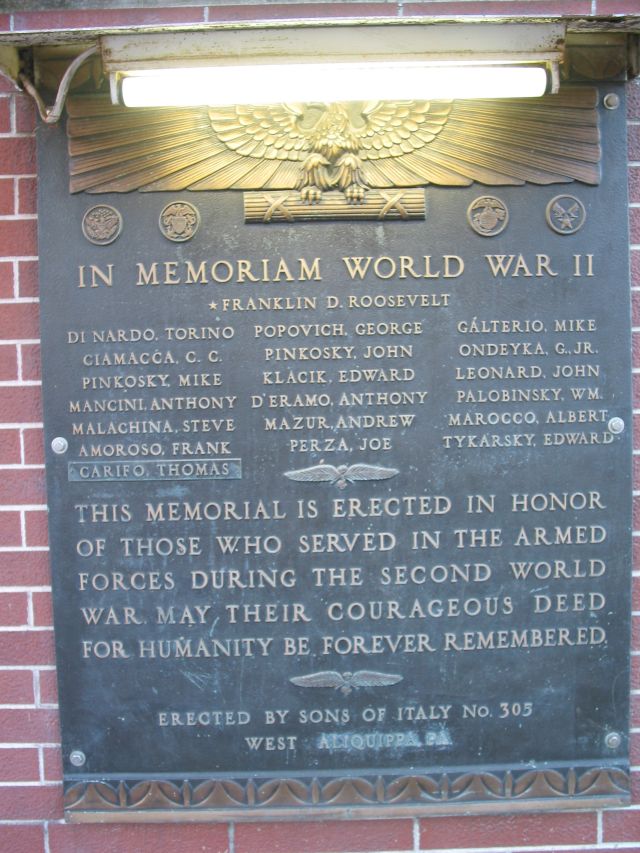 IN MEMORIAM WORLD WAR II
★FRANKLIN D. ROOSEVELT
DI NARDO, TORINO POPOVICH, GEORGE GALTERIO, MIKE
CIAMACCA, C. C. PINKOSKY, JOHN ONDEYKA, G., JR.
PINKOSKY, MIKE KLACIK, EDWARD LEONARD, JOHN
MANCINI, ANTHONY D'ERAMO, ANTHONY PALOBINSKY, WM.
MALACHINA, STEVE MAZUR, ANDREW MAROCCO, ALBERT
AMOROSO, FRANK PERZA, JOE TYKARSKY, EDWARD
CARIFO, THOMAS
THIS MEMORIAL IS ERECTED IN HONOR
OF THOSE WHO SERVED IN THE ARMED
FORCES DURING THE SECOND WORLD
WAR. MAY THEIR COURAGEOUS DEED
FOR HUMANITY BE FOREVER REMEMBERED.
ERECTED BY SONS OF ITALY NO. 305
WEST ALIQUIPPA, PA